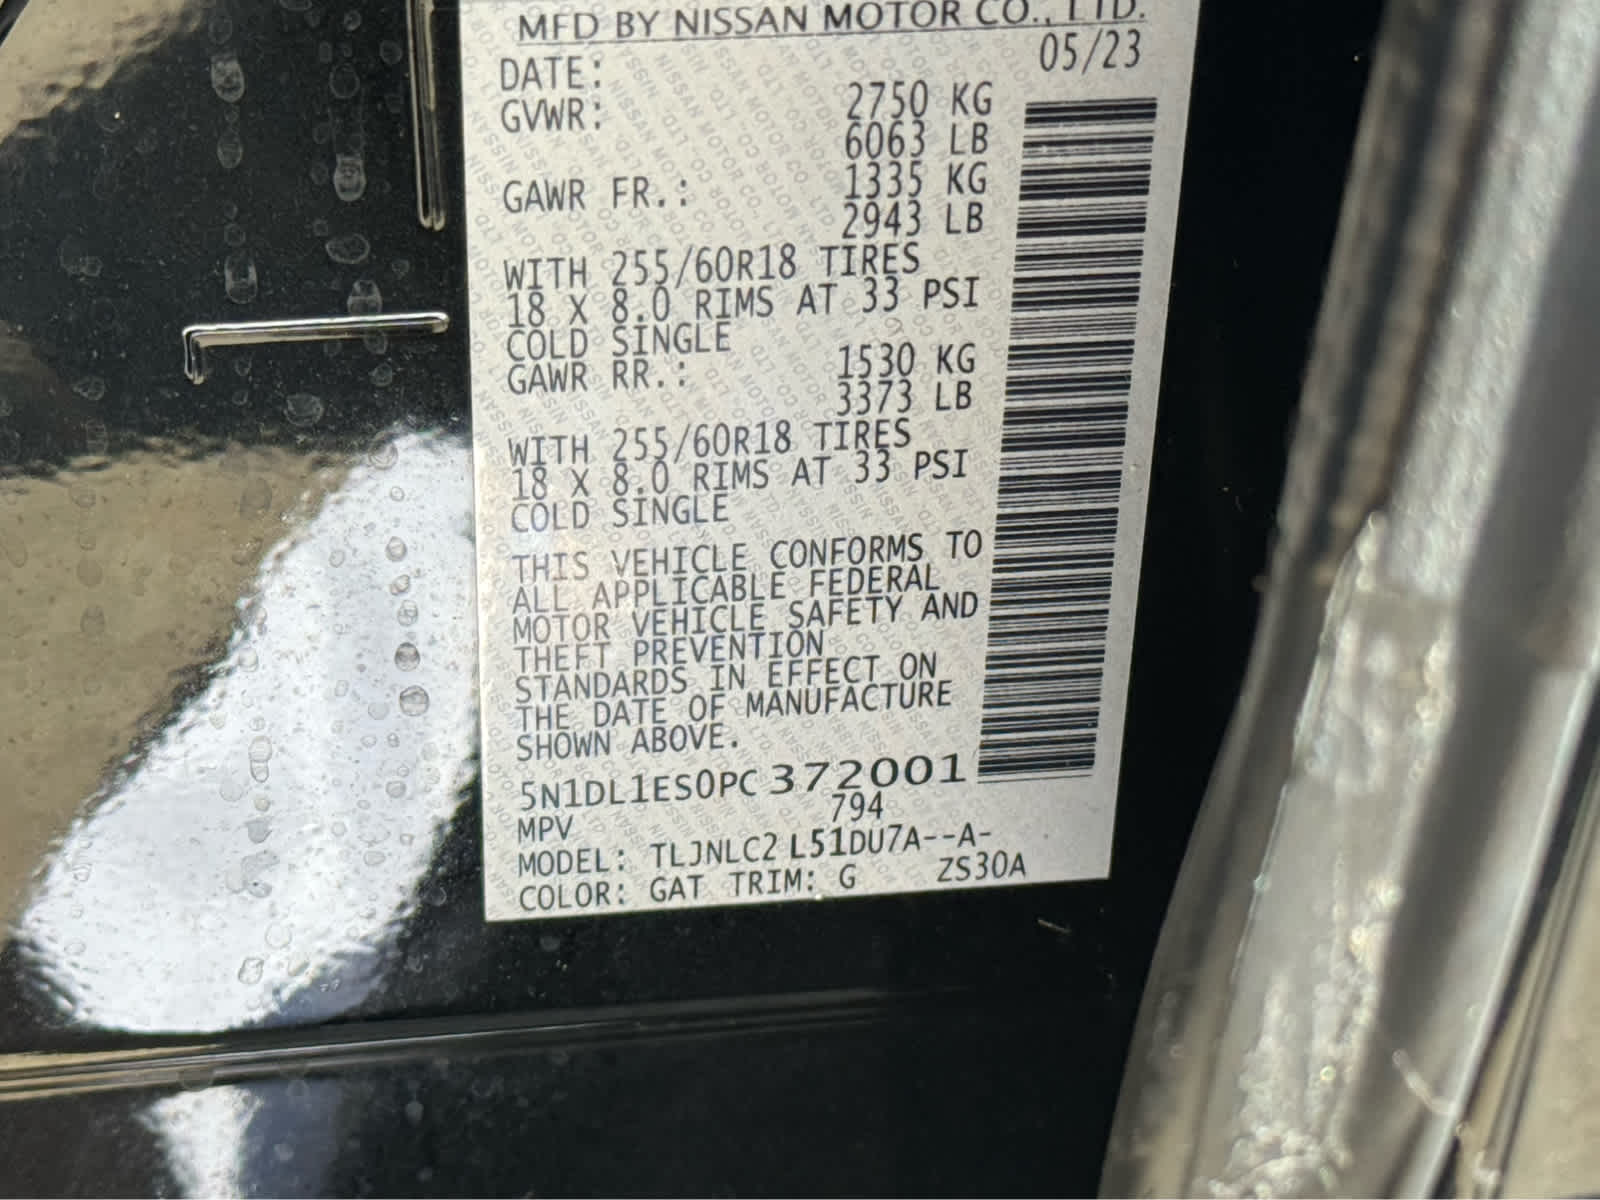 MFD BY NISSAN MOTOR CO., LTD.
DATE: 05/23
GVWR: 2750 KG
6063 LB
GAWR FR.: 1335 KG
2943 LB
WITH 255/60R18 TIRES
18 X 8.0 RIMS AT 33 PSI
COLD SINGLE
GAWR RR.: 1530 KG
3373 LB
WITH 255/60R18 TIRES
18 X 8.0 RIMS AT 33 PSI
COLD SINGLE
THIS VEHICLE CONFORMS TO
ALL APPLICABLE FEDERAL
MOTOR VEHICLE SAFETY AND
THEFT PREVENTION
STANDARDS IN EFFECT ON
THE DATE OF MANUFACTURE
SHOWN ABOVE.
5N1DL1ES0PC372001
MPV 794
MODEL: TLJNLC2 L51DU7A--A-
COLOR: GAT TRIM: G ZS30A